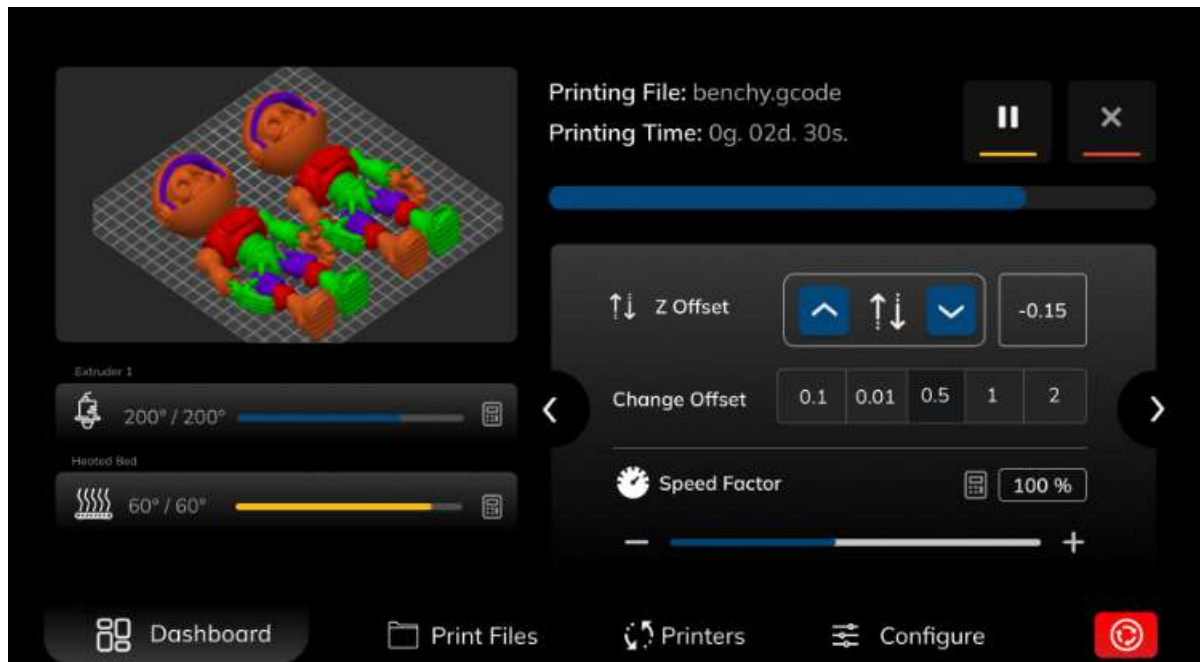 Printing File: benchy.gcode
Printing Time: 0g. 02d. 30s.
Extruder 1
200° / 200°
Heated Bed
60° / 60°
Z Offset
-0.15
Change Offset 0.1 0.01 0.5 1 2
Speed Factor 100 %
Dashboard Print Files Printers Configure